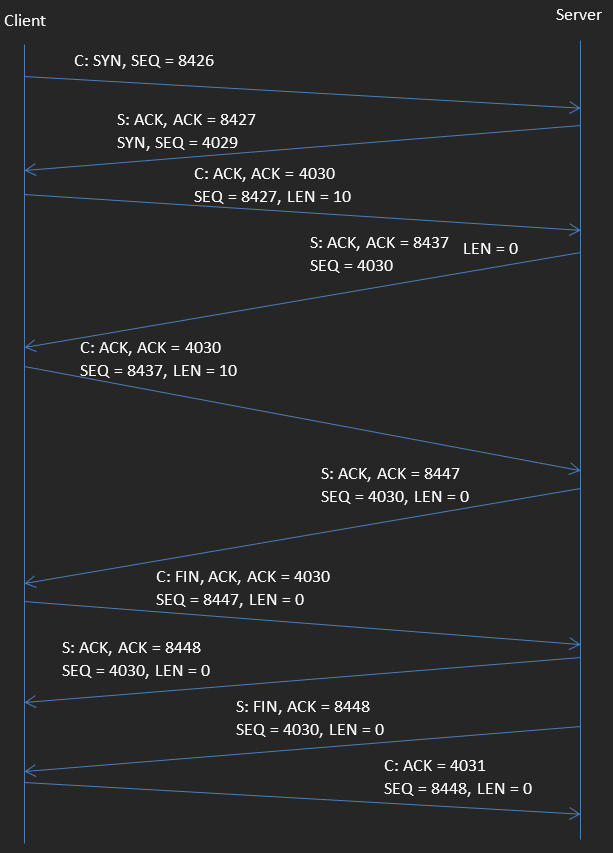 Client
Server
C: SYN, SEQ = 8426
S: ACK, ACK = 8427
SYN, SEQ = 4029
C: ACK, ACK = 4030
SEQ = 8427, LEN = 10
S: ACK, ACK = 8437 LEN = 0
SEQ = 4030
C: ACK, ACK = 4030
SEQ = 8437, LEN = 10
S: ACK, ACK = 8447
SEQ = 4030, LEN = 0
C: FIN, ACK, ACK = 4030
SEQ = 8447, LEN = 0
S: ACK, ACK = 8448
SEQ = 4030, LEN = 0
S: FIN, ACK = 8448
SEQ = 4030, LEN = 0
C: ACK = 4031
SEQ = 8448, LEN = 0